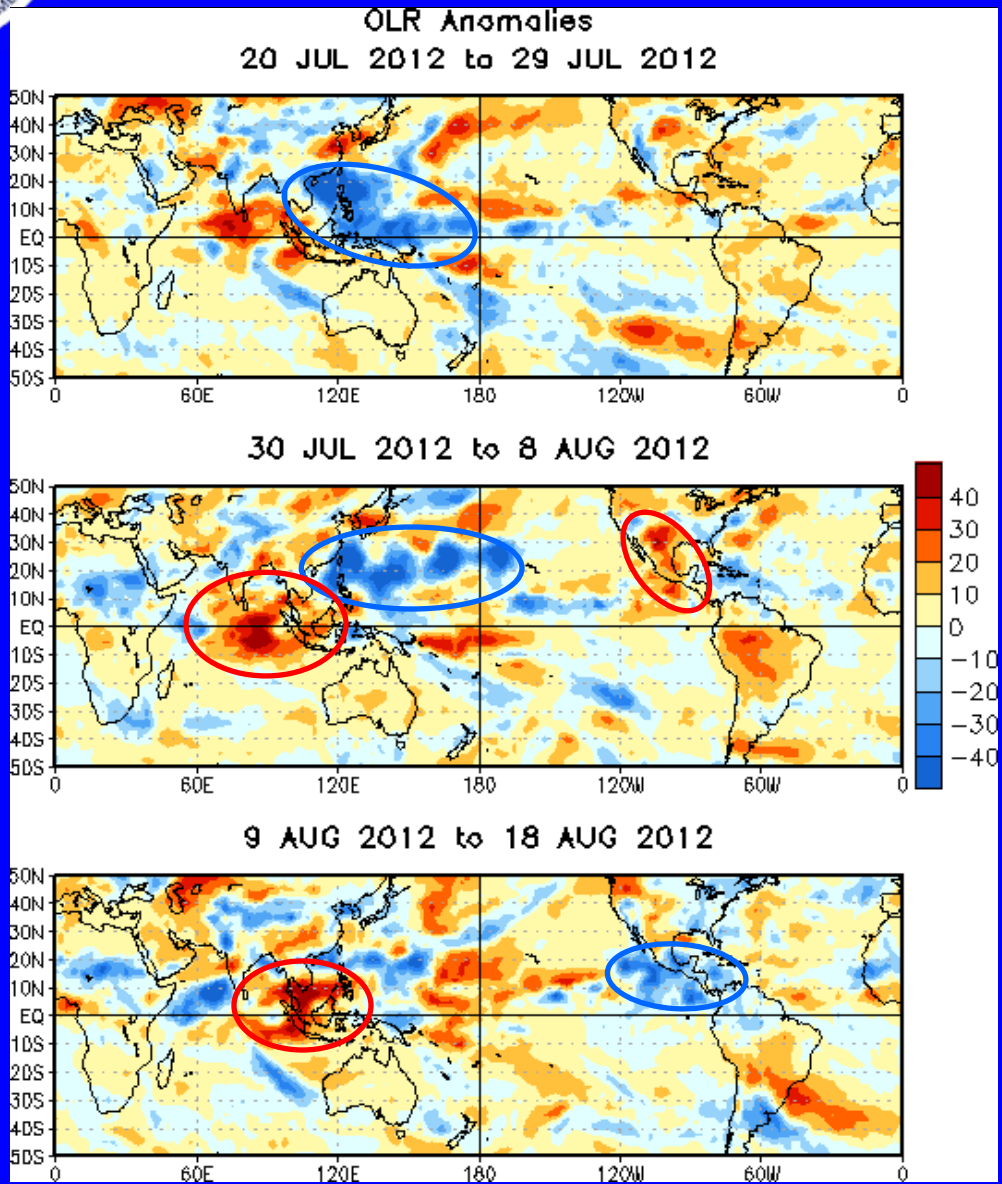 OLR Anomalies
20 JUL 2012 to 29 JUL 2012
50N
40N
30N
20N
10N
EQ
10S
20S
30S
40S
50S
0 60E 120E 180 120W 60W 0
30 JUL 2012 to 8 AUG 2012
50N
40N
30N
20N
10N
EQ
10S
20S
30S
40S
50S
0 60E 120E 180 120W 60W 0
40
30
20
10
0
-10
-20
-30
-40
9 AUG 2012 to 18 AUG 2012
50N
40N
30N
20N
10N
EQ
10S
20S
30S
40S
50S
0 60E 120E 180 120W 60W 0